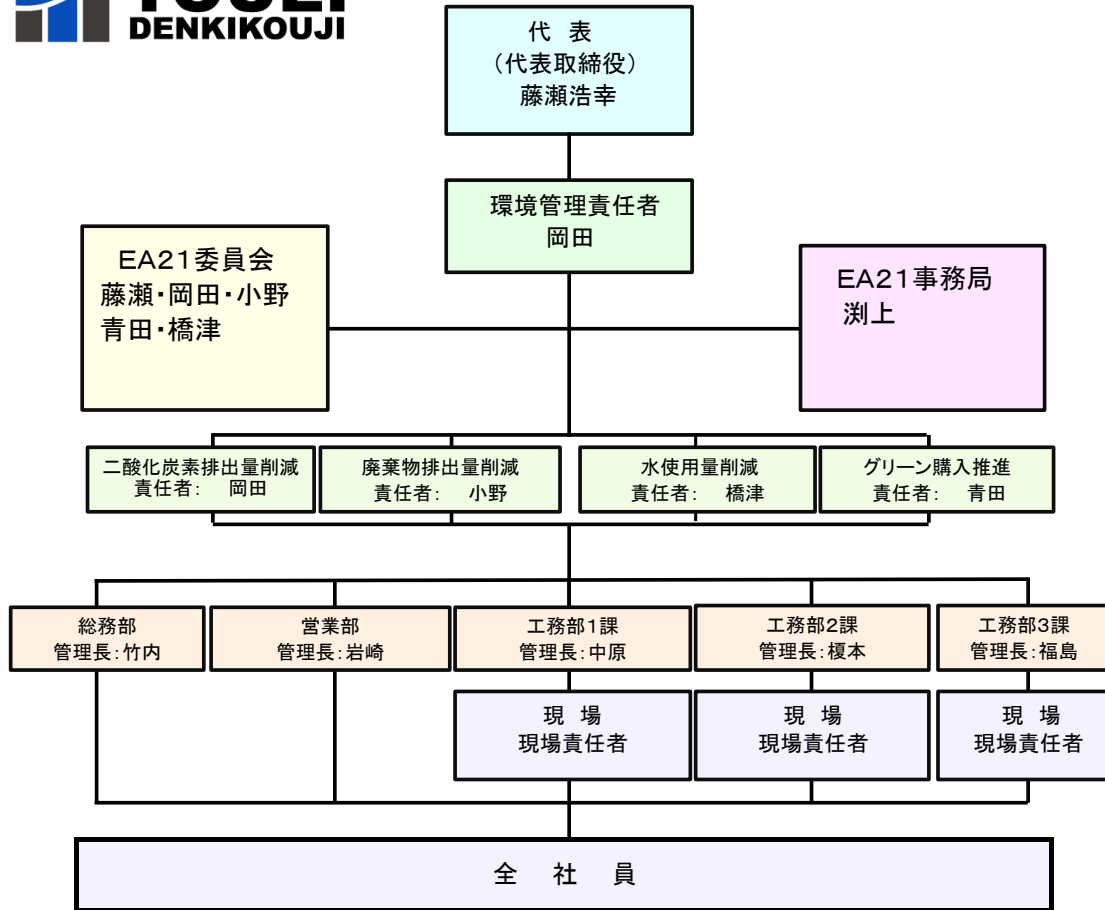 DENKIKOUJI
代 表
(代表取締役)
藤瀬浩幸
環境管理責任者
岡田
EA21委員会
藤瀬・岡田・小野
青田・橋津
EA21事務局
渕上
二酸化炭素排出量削減
責任者: 岡田
廃棄物排出量削減
責任者: 小野
水使用量削減
責任者: 橋津
グリーン購入推進
責任者: 青田
総務部
管理長:竹内
営業部
管理長:岩崎
工務部1課
管理長:中原
工務部2課
管理長:榎本
工務部3課
管理長:福島
現 場
現場責任者
現 場
現場責任者
現 場
現場責任者
全 社 員